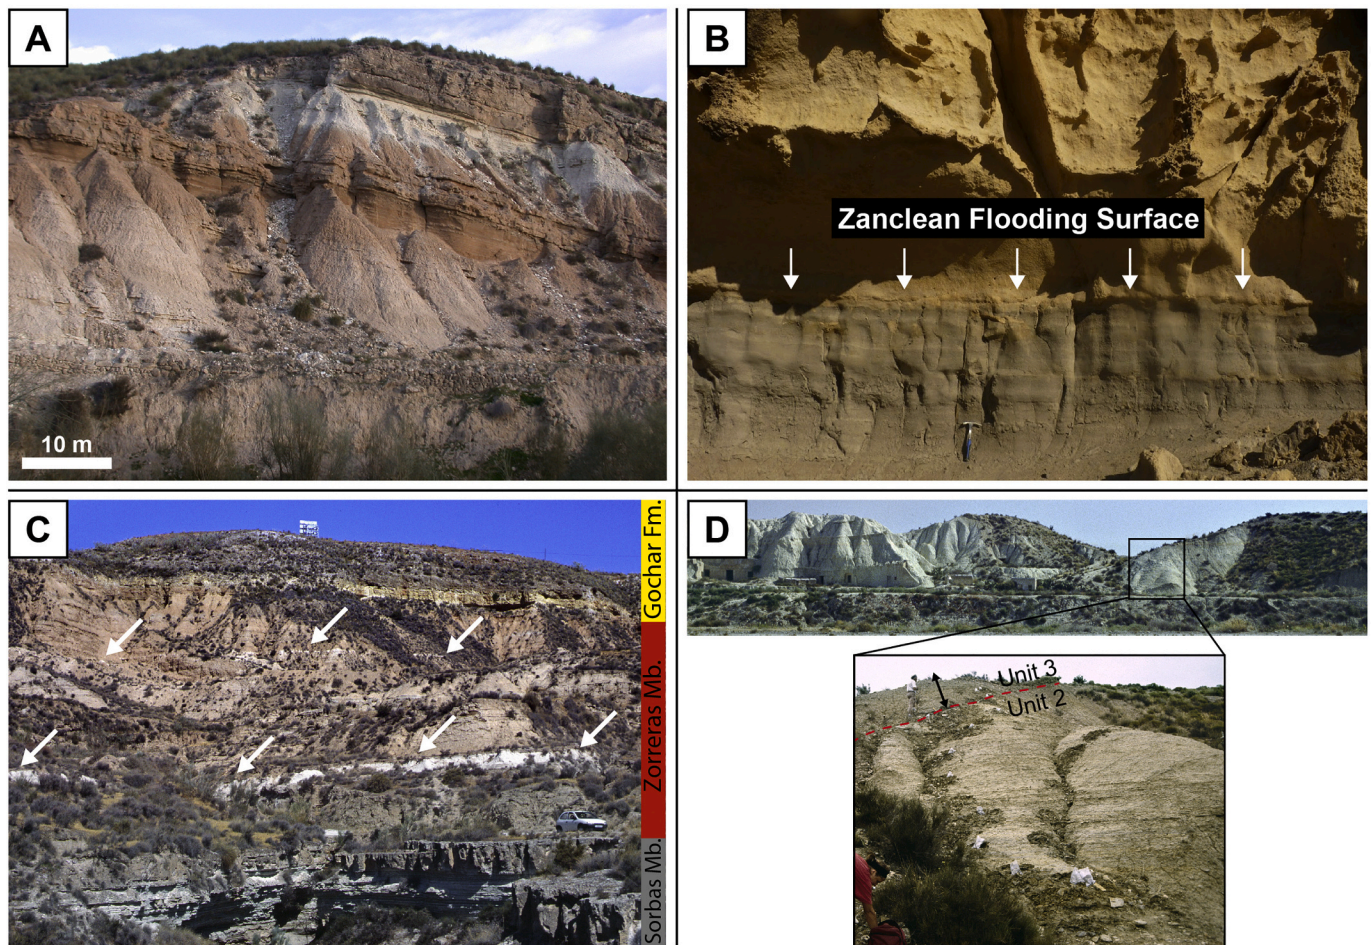 A
10 m
B
Zanclean Flooding Surface
C
Gochar Fm.
Zorreras Mb.
Sorbas Mb.
D
Unit 3
Unit 2